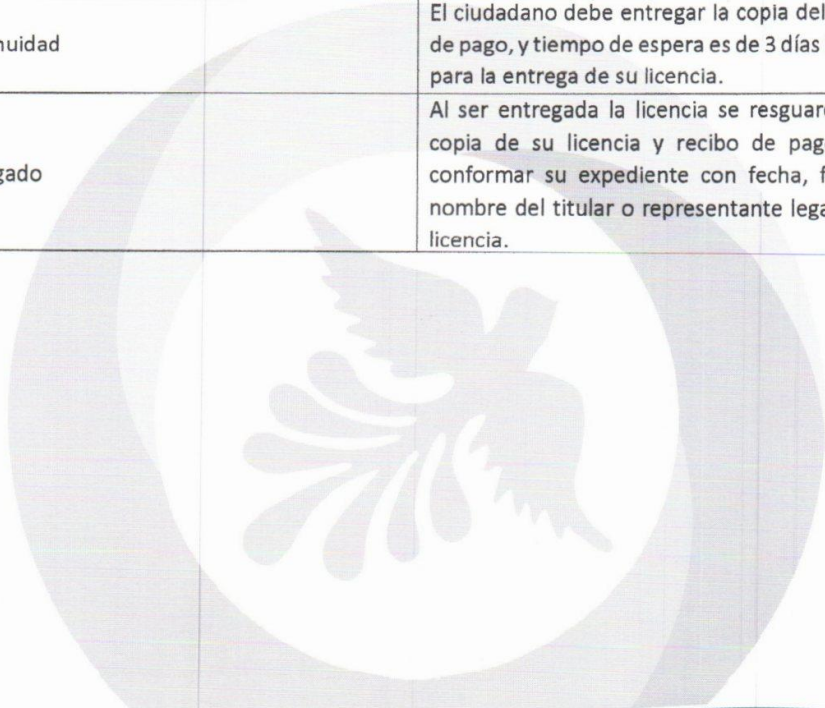 nuidad
El ciudadano debe entregar la copia del
de pago, y tiempo de espera es de 3 días
para la entrega de su licencia.
gado
Al ser entregada la licencia se resguar
copia de su licencia y recibo de pag
conformar su expediente con fecha, f
nombre del titular o representante lega
licencia.